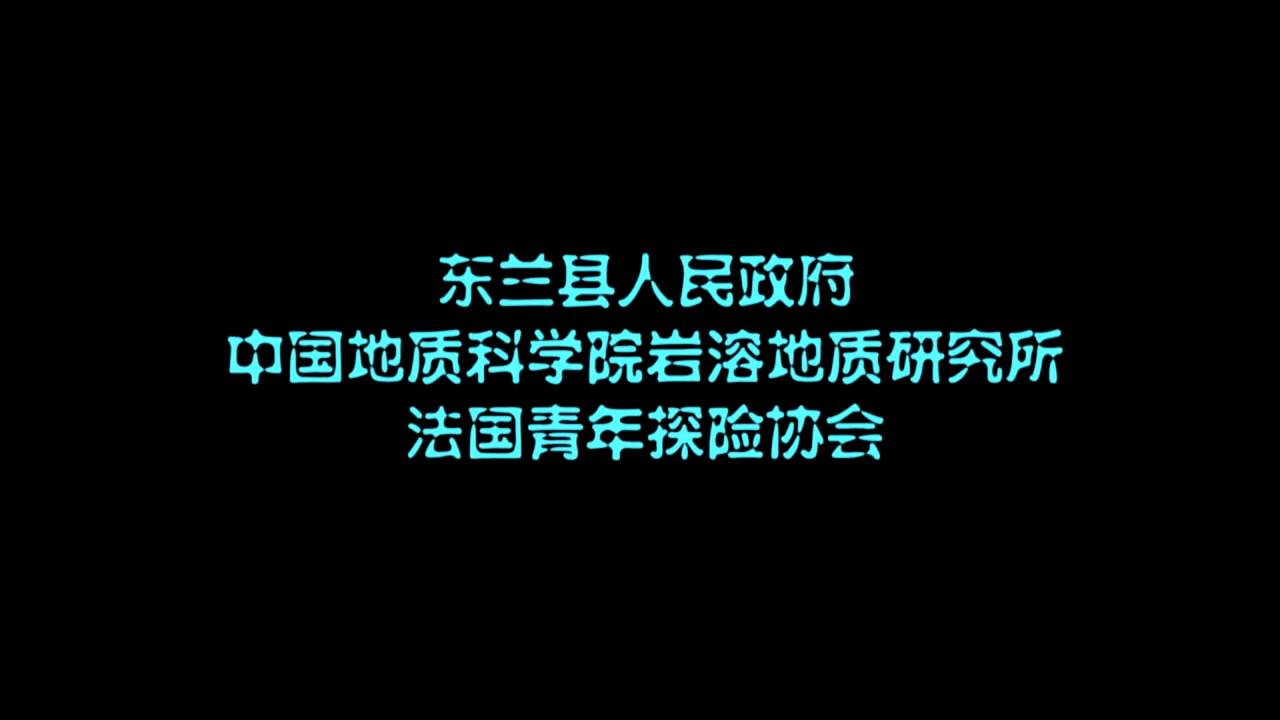 东兰县人民政府
中国地质科学院岩溶地质研究所
法国青年探险协会